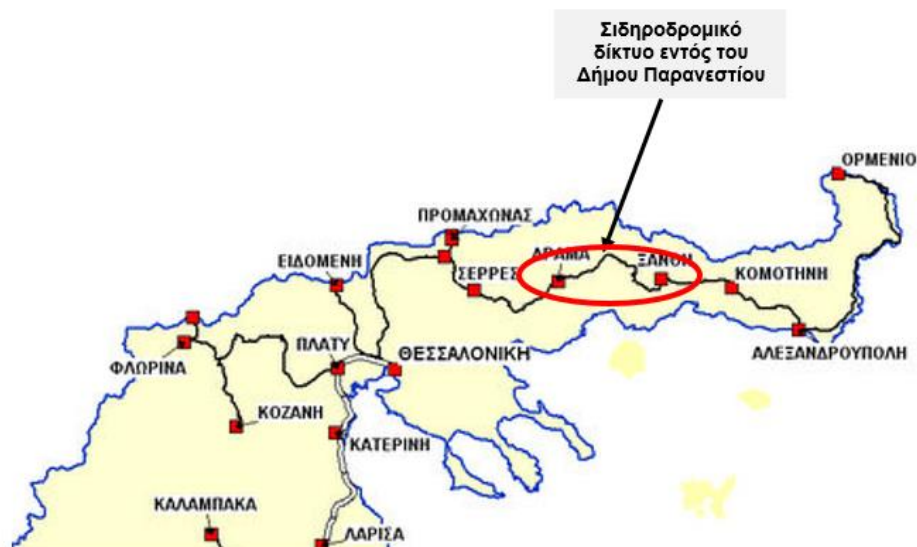 Σιδηροδρομικό
δίκτυο εντός του
Δήμου Παρανεστίου
ΟΡΜΕΝΙΟ
ΠΡΟΜΑΧΩΝΑΣ
ΕΙΔΟΜΕΝΗ
ΣΕΡΡΕΣ
ΔΡΑΜΑ
ΞΑΝΘΗ
ΚΟΜΟΤΗΝΗ
ΑΛΕΞΑΝΔΡΟΥΠΟΛΗ
ΦΛΩΡΙΝΑ
ΠΛΑΤΥ
ΘΕΣΣΑΛΟΝΙΚΗ
ΚΟΖΑΝΗ
ΚΑΤΕΡΙΝΗ
ΚΑΛΑΜΠΑΚΑ
ΛΑΡΙΣΑ